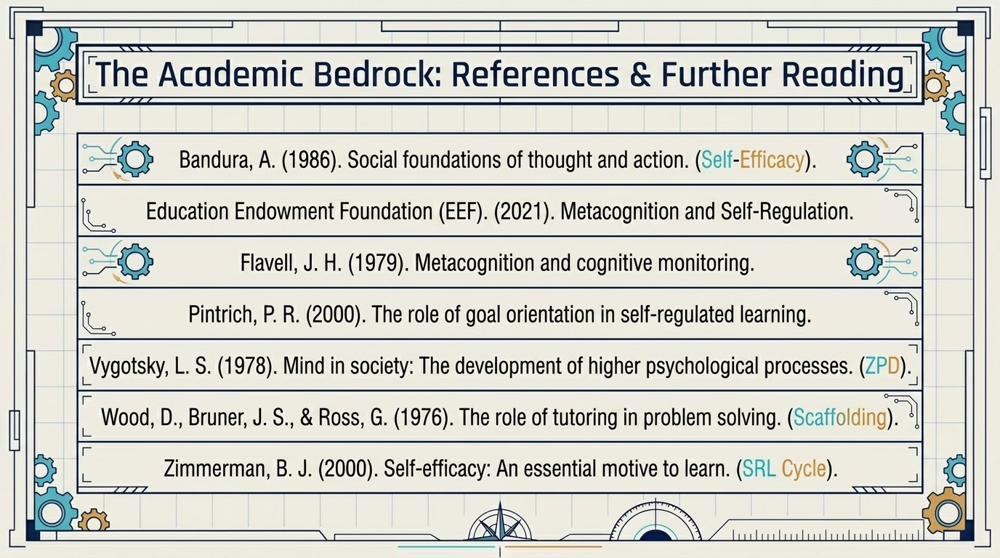 The Academic Bedrock: References & Further Reading
Bandura, A. (1986). Social foundations of thought and action. (Self-Efficacy).
Education Endowment Foundation (EEF). (2021). Metacognition and Self-Regulation.
Flavell, J. H. (1979). Metacognition and cognitive monitoring.
Pintrich, P. R. (2000). The role of goal orientation in self-regulated learning.
Vygotsky, L. S. (1978). Mind in society: The development of higher psychological processes. (ZPD).
Wood, D., Bruner, J. S., & Ross, G. (1976). The role of tutoring in problem solving. (Scaffolding).
Zimmerman, B. J. (2000). Self-efficacy: An essential motive to learn. (SRL Cycle).